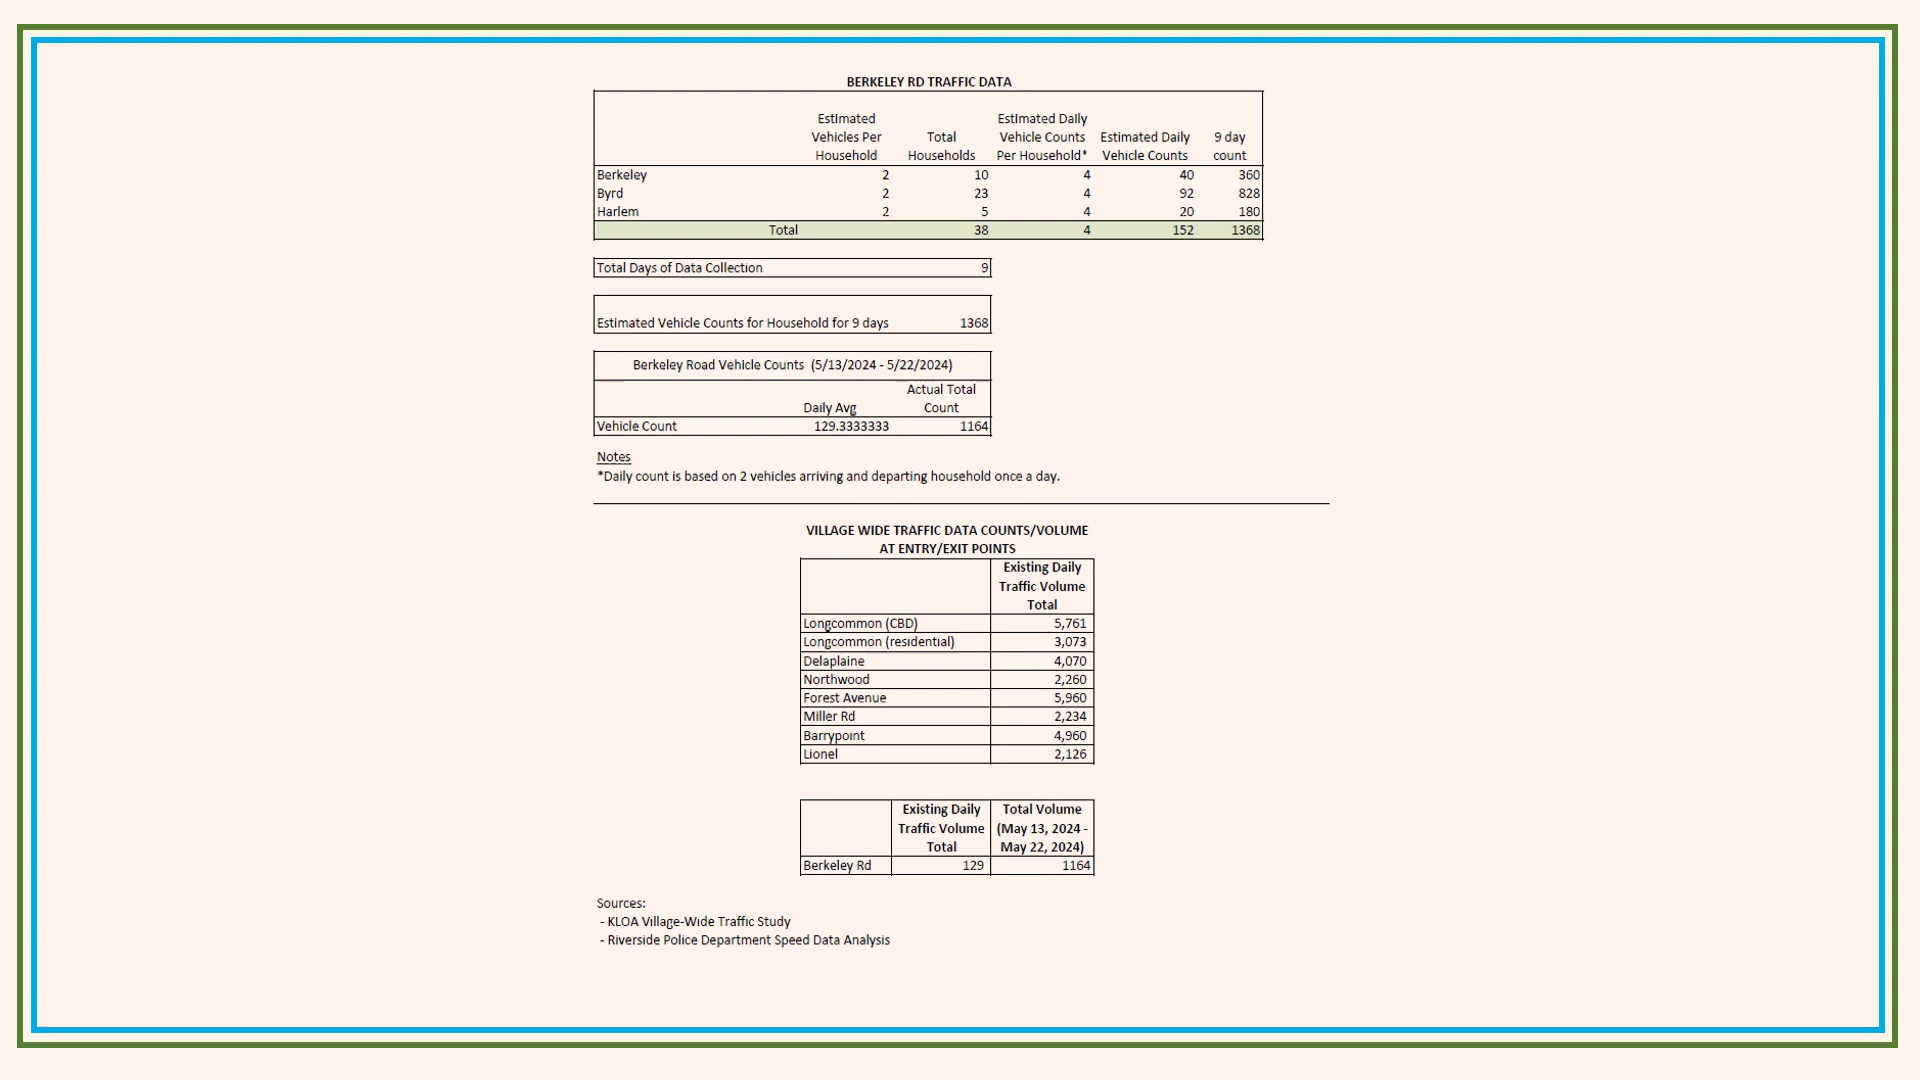 BERKELEY RD TRAFFIC DATA
Estimated Vehicles Per Household Total Households Estimated Daily Vehicle Counts Per Household* Estimated Daily Vehicle Counts 9 day count
Berkeley 2 10 4 40 360
Byrd 2 23 4 92 828
Harlem 2 5 4 20 180
Total 38 4 152 1368
Total Days of Data Collection 9
Estimated Vehicle Counts for Household for 9 days 1368
Berkeley Road Vehicle Counts (5/13/2024 - 5/22/2024)
Daily Avg Actual Total Count
Vehicle Count 129.3333333 1164
Notes
*Daily count is based on 2 vehicles arriving and departing household once a day.
VILLAGE WIDE TRAFFIC DATA COUNTS/VOLUME
AT ENTRY/EXIT POINTS
Existing Daily
Traffic Volume
Total
Longcommon (CBD) 5,761
Longcommon (residential) 3,073
Delaplaine 4,070
Northwood 2,260
Forest Avenue 5,960
Miller Rd 2,234
Barrypoint 4,960
Lionel 2,126
Existing Daily Traffic Volume Total Total Volume (May 13, 2024 - May 22, 2024)
Berkeley Rd 129 1164
Sources:
- KLOA Village-Wide Traffic Study
- Riverside Police Department Speed Data Analysis